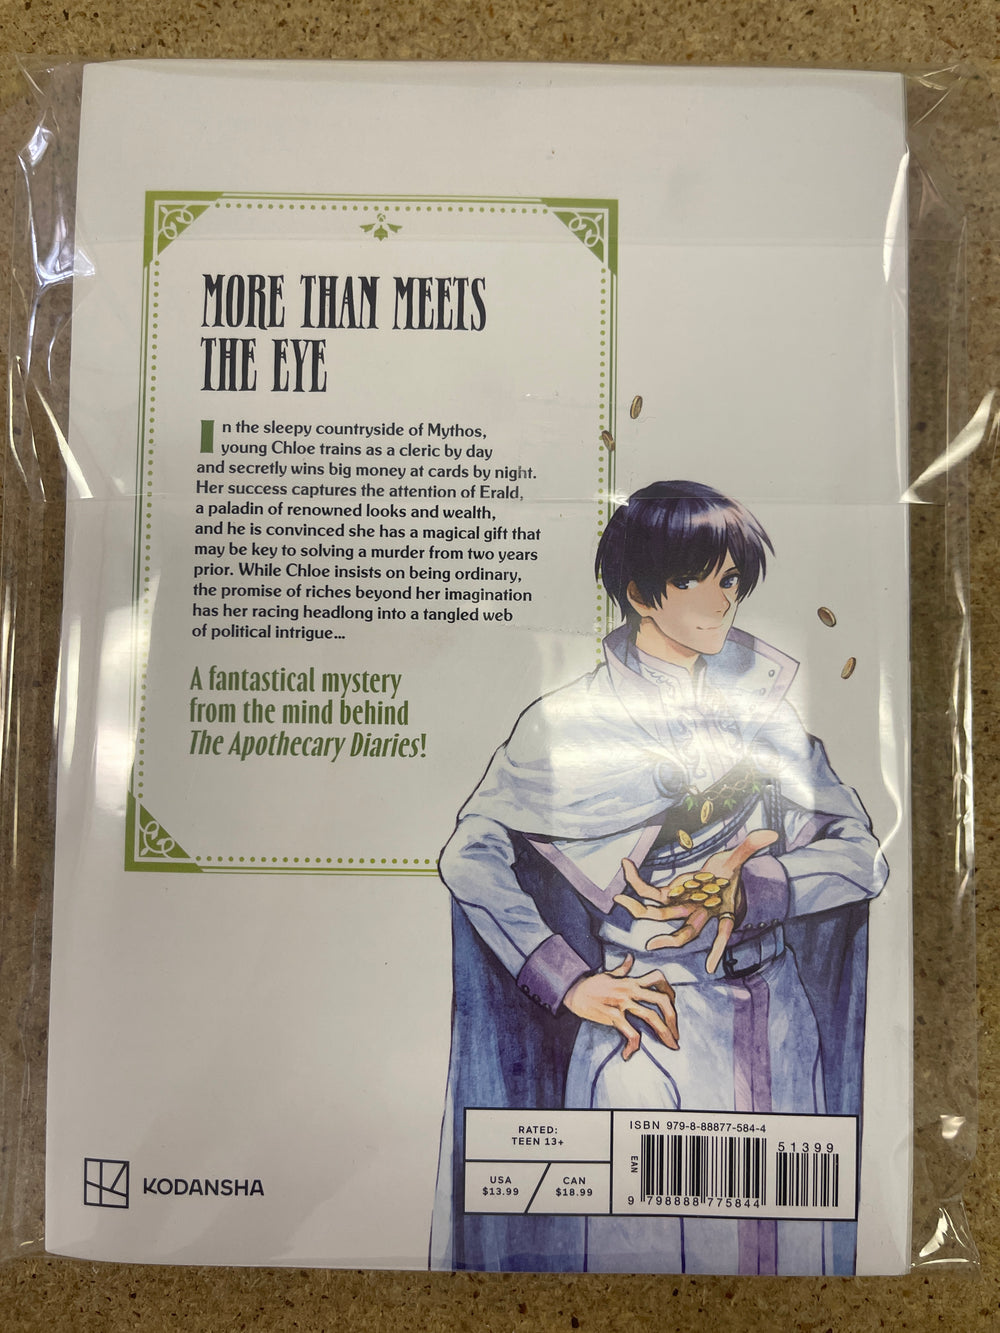 MORE THAN MEETS
THE EYE
In the sleepy countryside of Mythos,
young Chloe trains as a cleric by day
and secretly wins big money at cards by night.
Her success captures the attention of Erald,
a paladin of renowned looks and wealth,
and he is convinced she has a magical gift that
may be key to solving a murder from two years
prior. While Chloe insists on being ordinary,
the promise of riches beyond her imagination
has her racing headlong into a tangled web
of political intrigue...
A fantastical mystery
from the mind behind
The Apothecary Diaries!
KODANSHA
RATED:
TEEN 13+
USA
$13.99
CAN
$18.99
ISBN 979-8-88877-584-4
51399
EAN
9 798888 775844